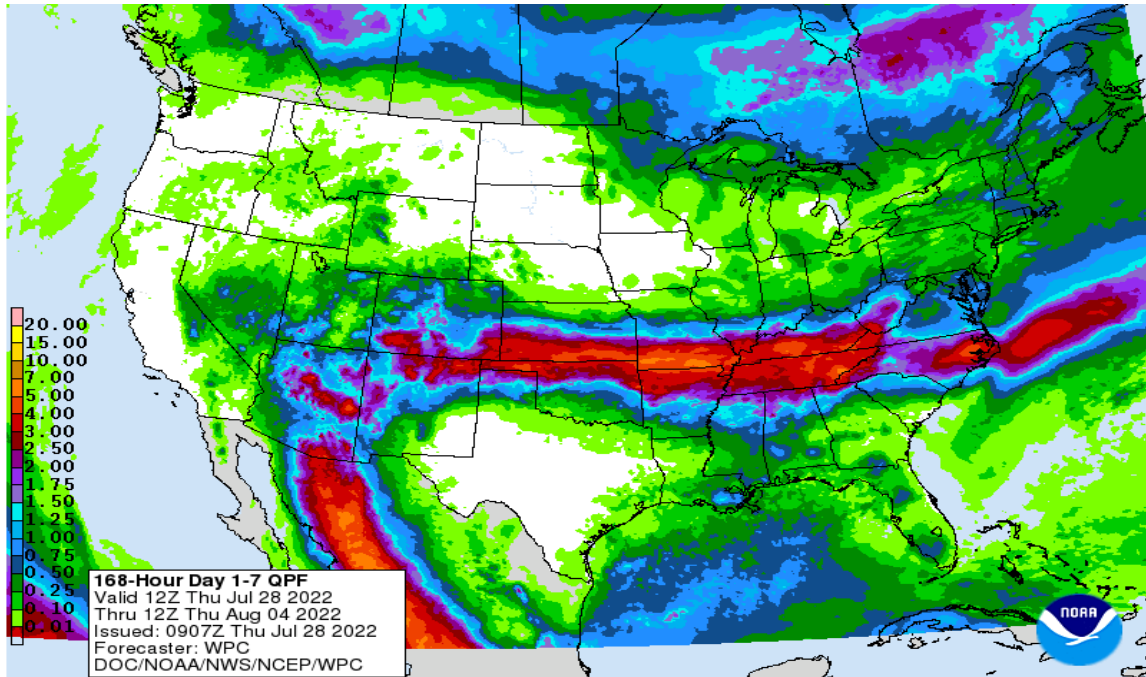 20.00
15.00
10.00
7.00
5.00
4.00
3.00
2.50
2.00
1.75
1.50
1.25
1.00
0.75
0.50
0.25
0.10
0.01
168-Hour Day 1-7 QPF
Valid 12Z Thu Jul 28 2022
Thru 12Z Thu Aug 04 2022
Issued: 0907Z Thu Jul 28 2022
Forecaster: WPC
DOC/NOAA/NWS/NCEP/WPC
NOAA